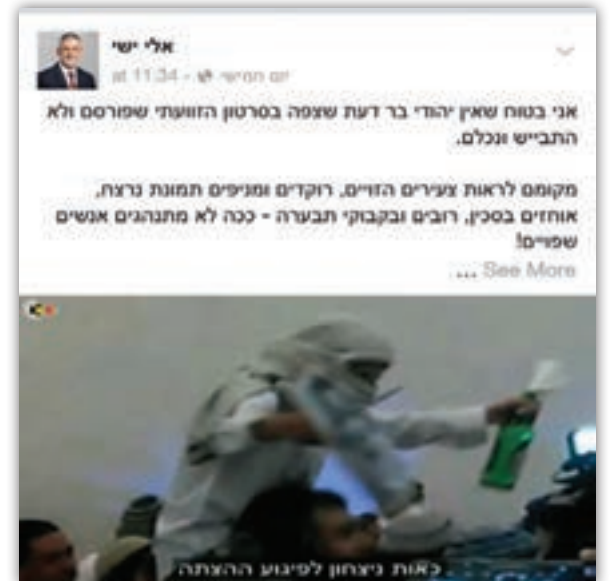 אלי ישי
יום חמישי at 11:34
אני בטוח שאין יהודי בר דעת שצפה בסרטון הזוועתי שפורסם ולא
התבייש ונכלם.
מקומם לראות צעירים הזויים, רוקדים ומניפים תמונת נרצח,
אוחזים בסכין, רובים ובקבוקי תבערה - ככה לא מתנהגים אנשים
שפויים!
... See More
כאות ניצחון לפיגוע ההצתה